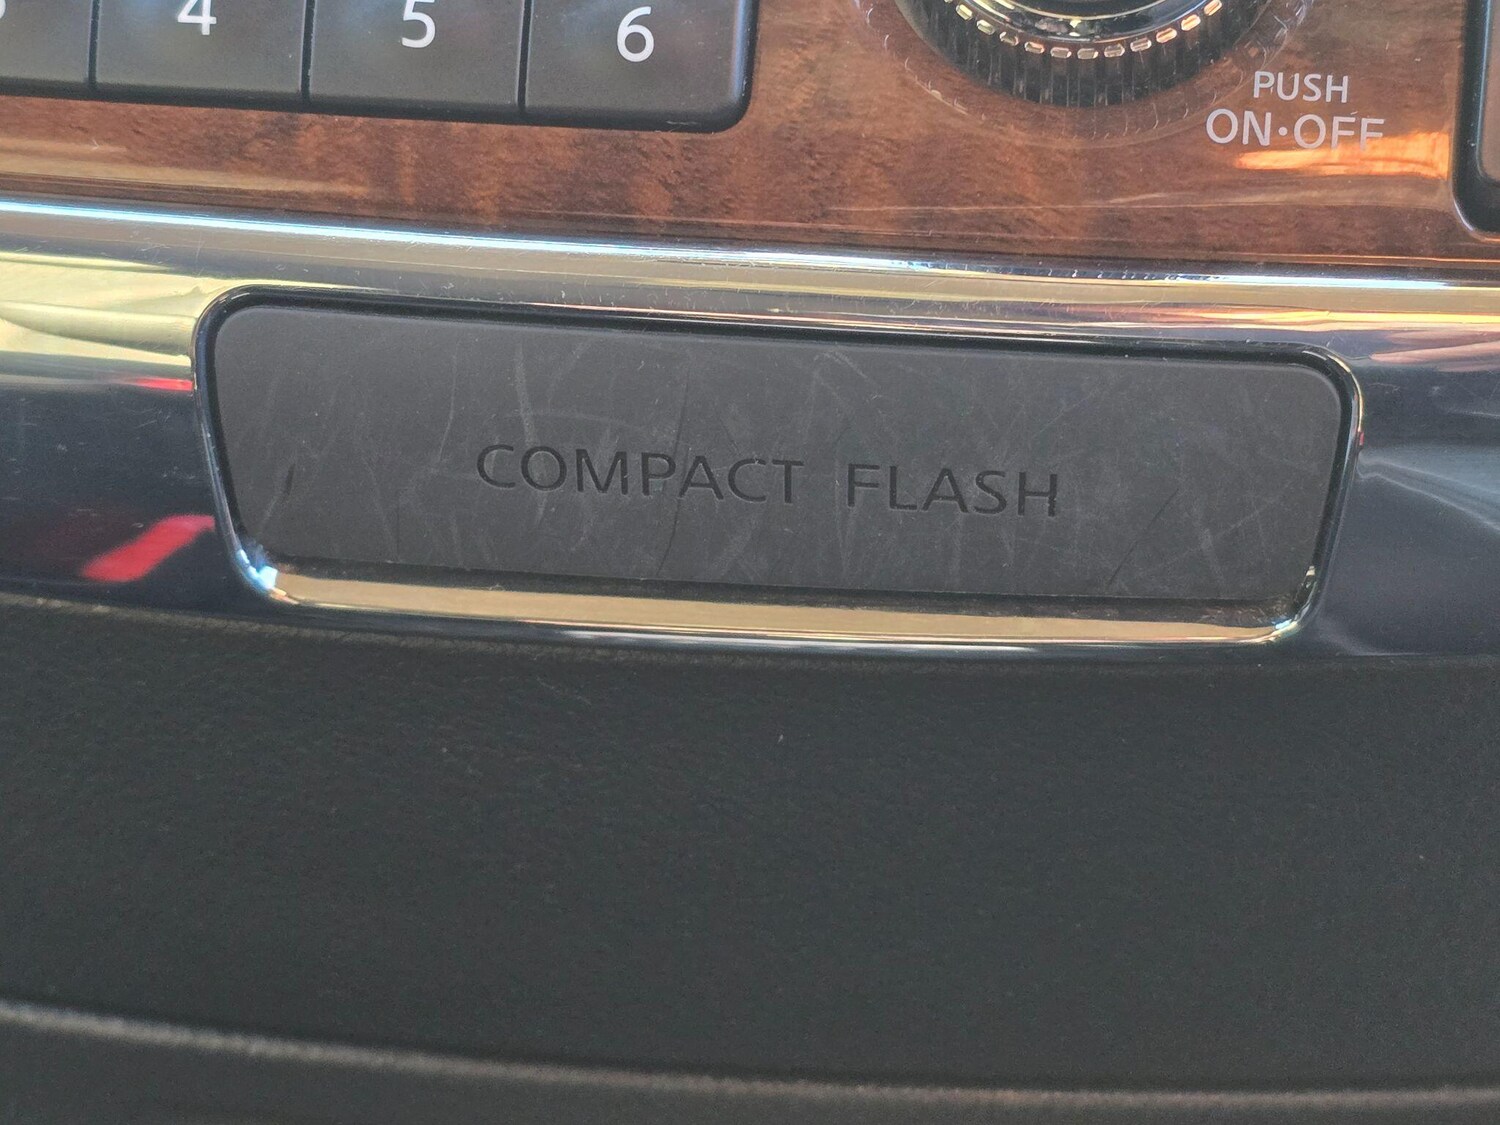 4 5 6
PUSH
ON·OFF
COMPACT FLASH